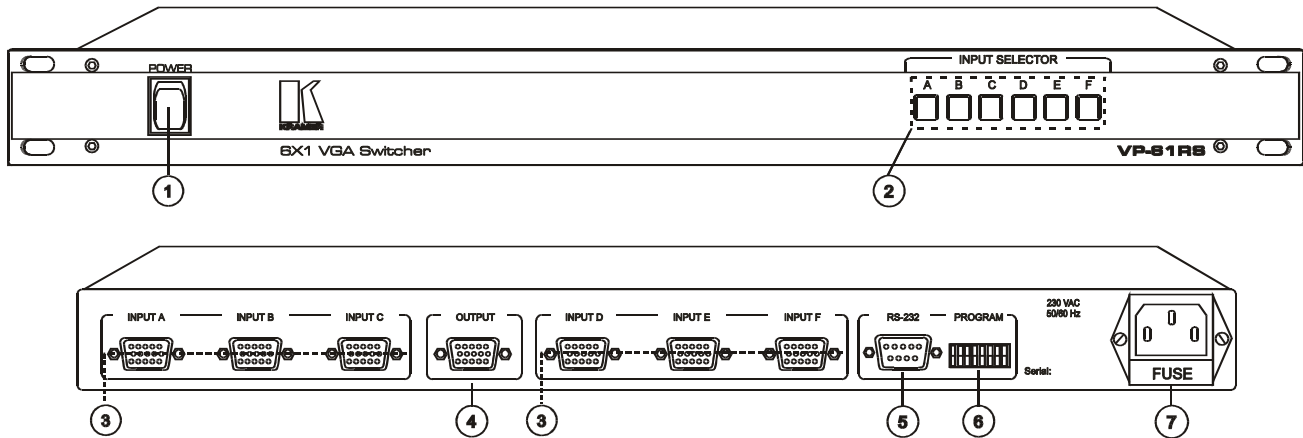 POWER
INPUT SELECTOR
A B C D E F
KRAMER
6X1 VGA Switcher
VP-61RS
1
2
INPUT A
INPUT B
INPUT C
OUTPUT
INPUT D
INPUT E
INPUT F
RS-232
PROGRAM
230 VAC
50/60 Hz
Serial:
FUSE
3
4
3
5
6
7